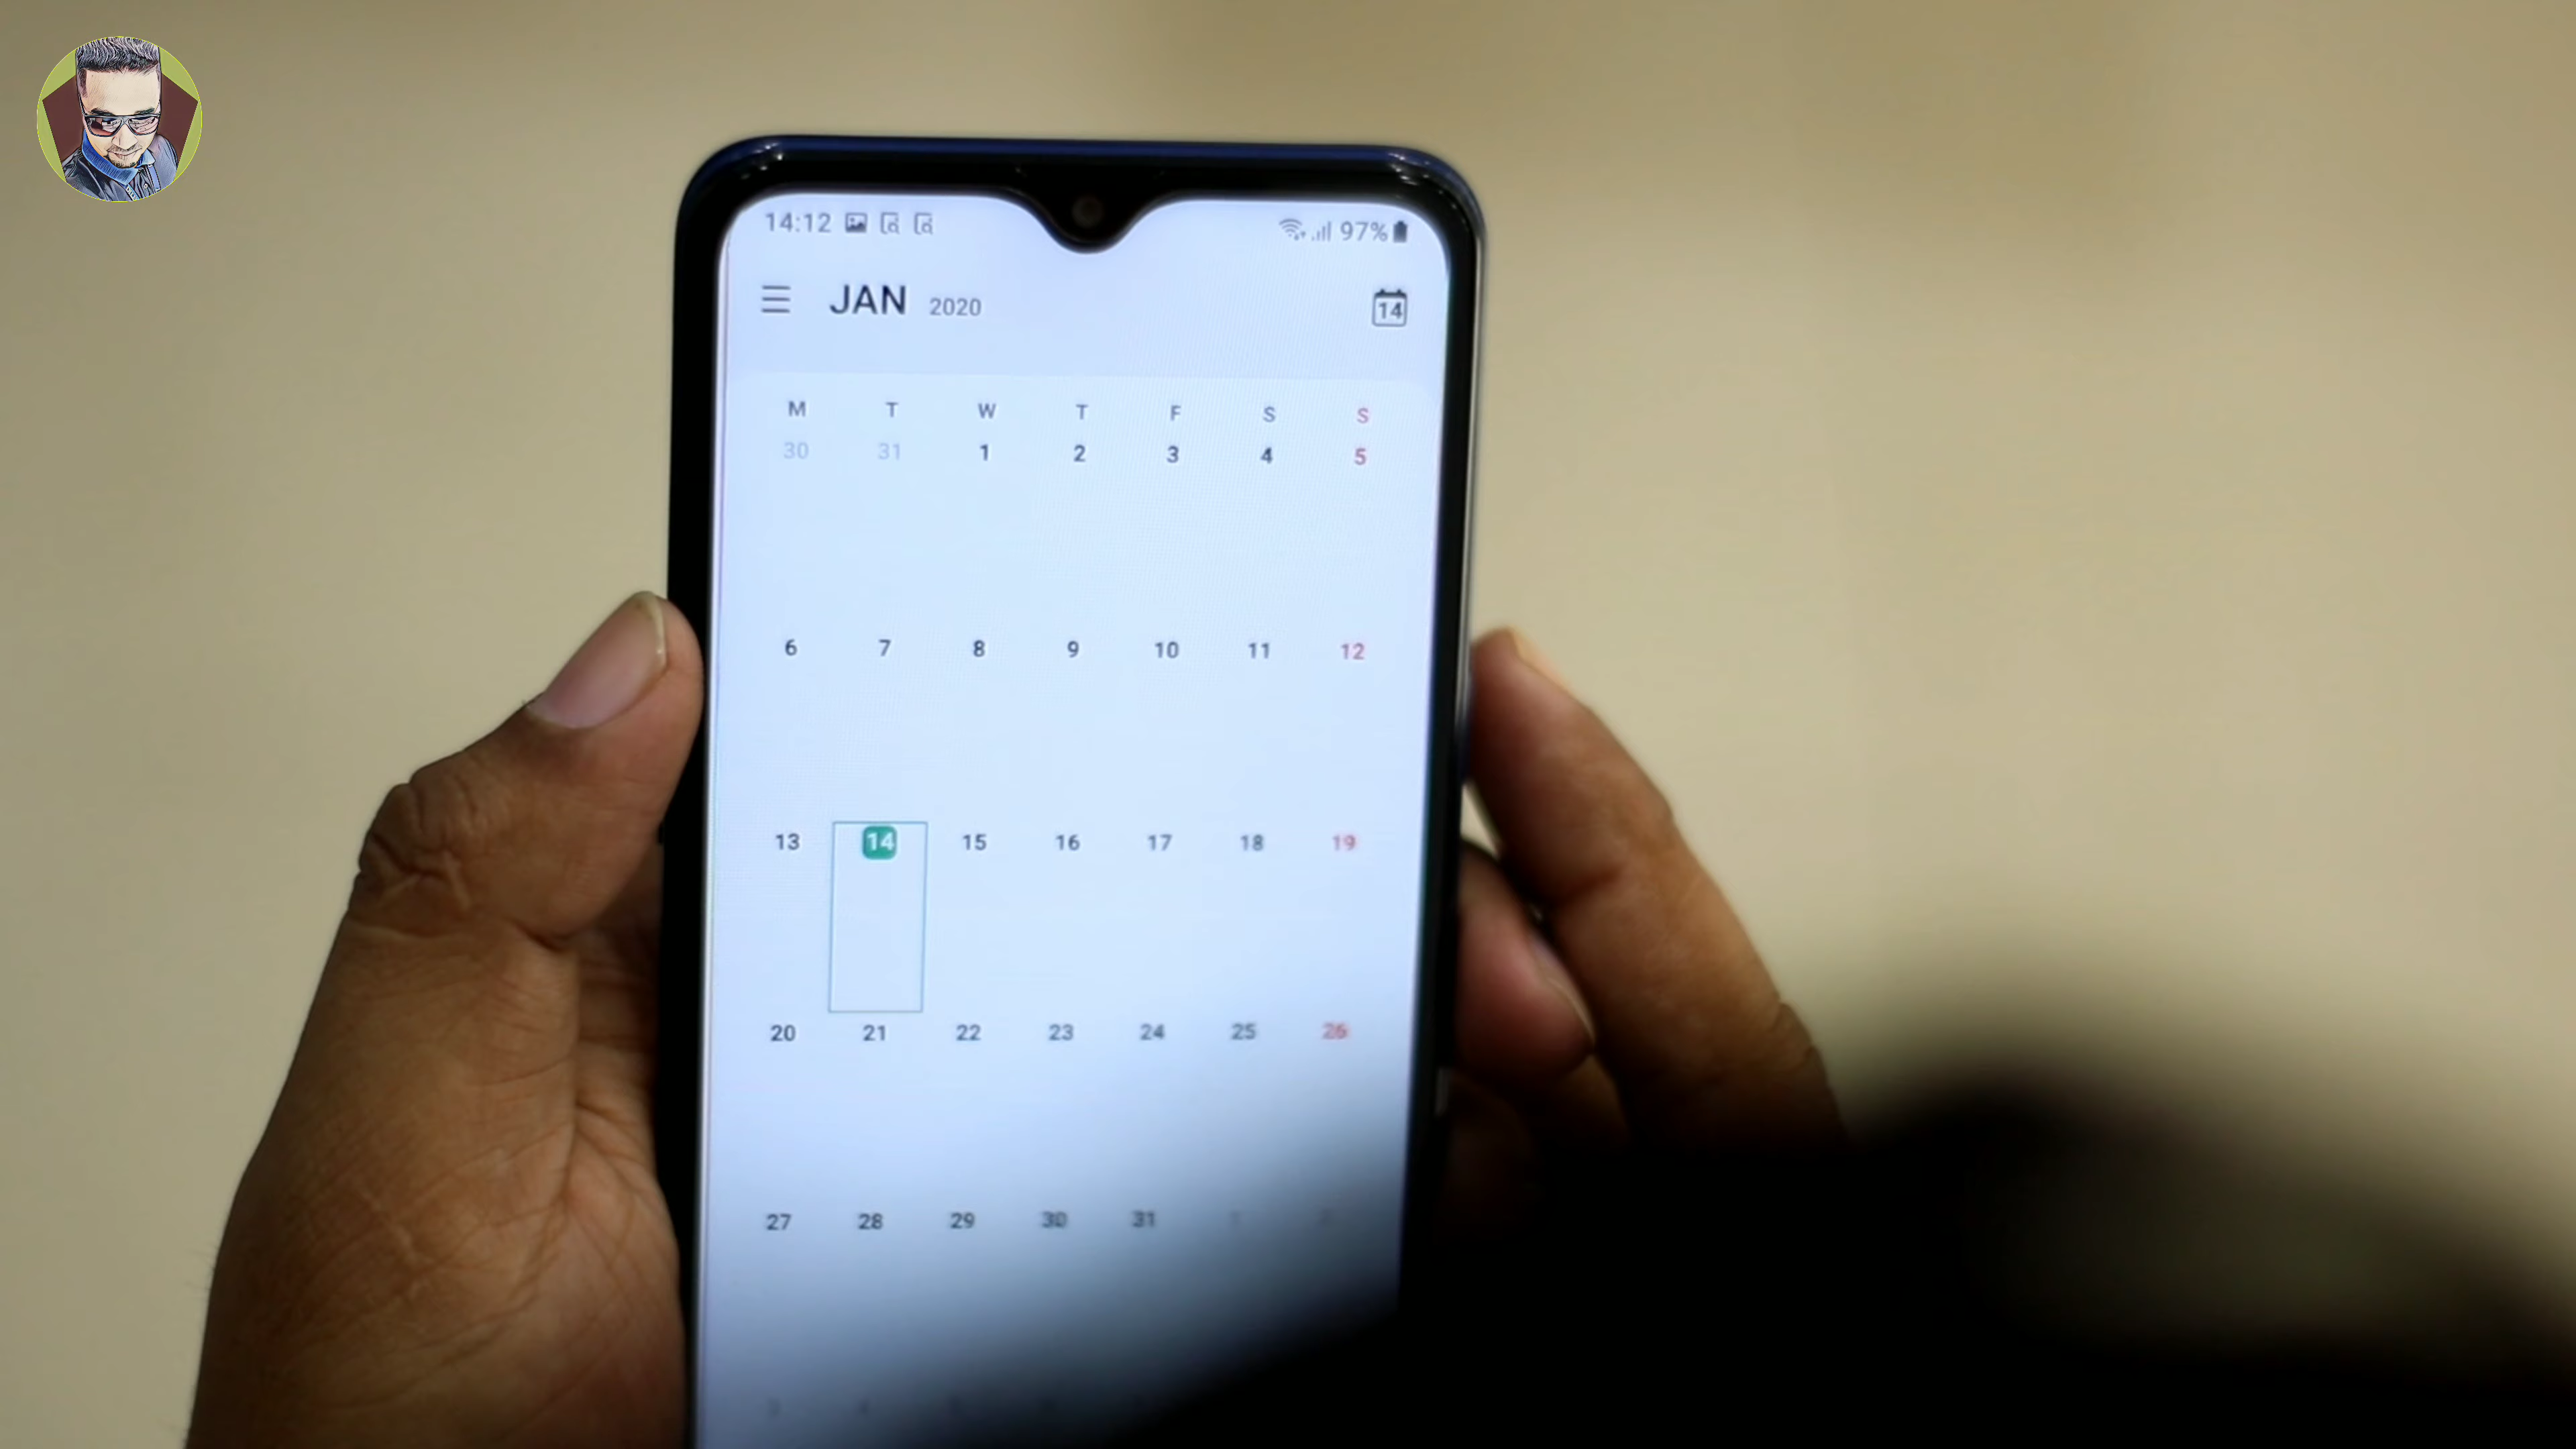 14:12 97%
JAN 2020 14
M T W T F S S
30 31 1 2 3 4 5
6 7 8 9 10 11 12
13 14 15 16 17 18 19
20 21 22 23 24 25 26
27 28 29 30 31